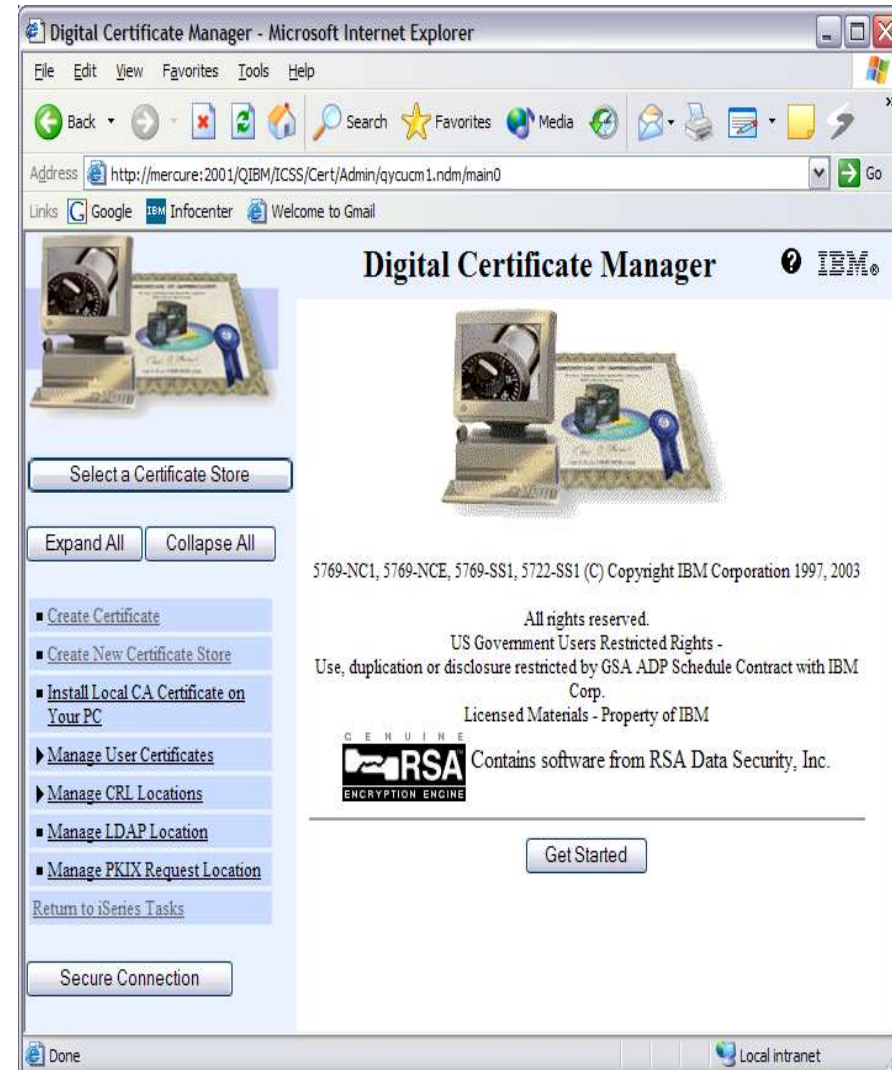 Digital Certificate Manager - Microsoft Internet Explorer
File Edit View Favorites Tools Help
Back Search Favorites Media
Address http://mercure:2001/QIBM/ICSS/Cert/Admin/qycucm1.ndm/main0 Go
Links Google IBM Infocenter Welcome to Gmail
Digital Certificate Manager ? IBM®
Select a Certificate Store
Expand All Collapse All
Create Certificate
Create New Certificate Store
Install Local CA Certificate on
Your PC
Manage User Certificates
Manage CRL Locations
Manage LDAP Location
Manage PKIX Request Location
Return to iSeries Tasks
Secure Connection
5769-NC1, 5769-NCE, 5769-SS1, 5722-SS1 (C) Copyright IBM Corporation 1997, 2003
All rights reserved.
US Government Users Restricted Rights -
Use, duplication or disclosure restricted by GSA ADP Schedule Contract with IBM
Corp.
Licensed Materials - Property of IBM
GENUINE
RSA
ENCRYPTION ENGINE
Contains software from RSA Data Security, Inc.
Get Started
Done Local intranet